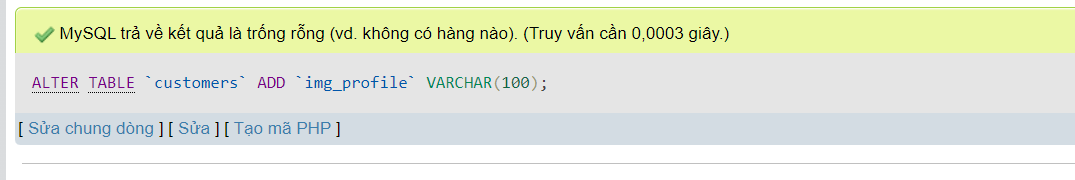 MySQL trả về kết quả là trống rỗng (vd. không có hàng nào). (Truy vấn cần 0,0003 giây.)
ALTER TABLE `customers` ADD `img_profile` VARCHAR(100);
[ Sửa chung dòng ] [ Sửa ] [ Tạo mã PHP ]